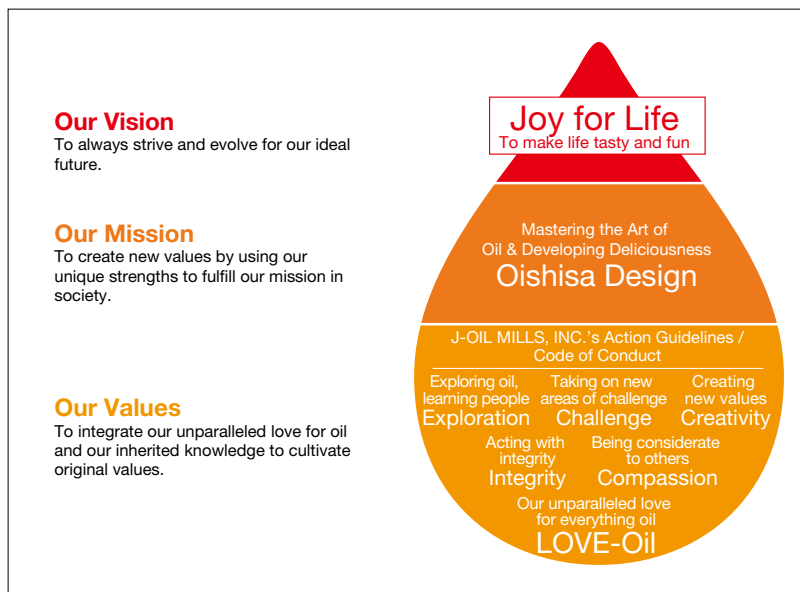 Our Vision
To always strive and evolve for our ideal
future.
Joy for Life
To make life tasty and fun
Our Mission
To create new values by using our
unique strengths to fulfill our mission in
society.
Mastering the Art of
Oil & Developing Deliciousness
Oishisa Design
Our Values
To integrate our unparalleled love for oil
and our inherited knowledge to cultivate
original values.
J-OIL MILLS, INC.'s Action Guidelines /
Code of Conduct
Exploring oil,
learning people
Exploration
Taking on new
areas of challenge
Challenge
Creating
new values
Creativity
Acting with
integrity
Integrity
Being considerate
to others
Compassion
Our unparalleled love
for everything oil
LOVE-Oil